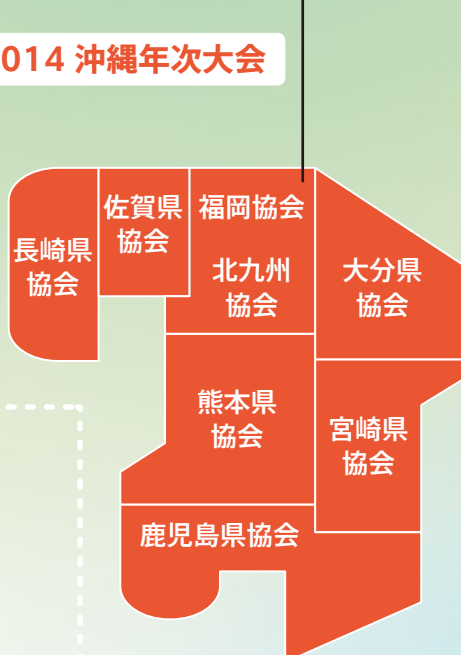 014 沖縄年次大会
長崎県
協会
佐賀県
協会
福岡協会
北九州
協会
大分県
協会
熊本県
協会
宮崎県
協会
鹿児島県協会